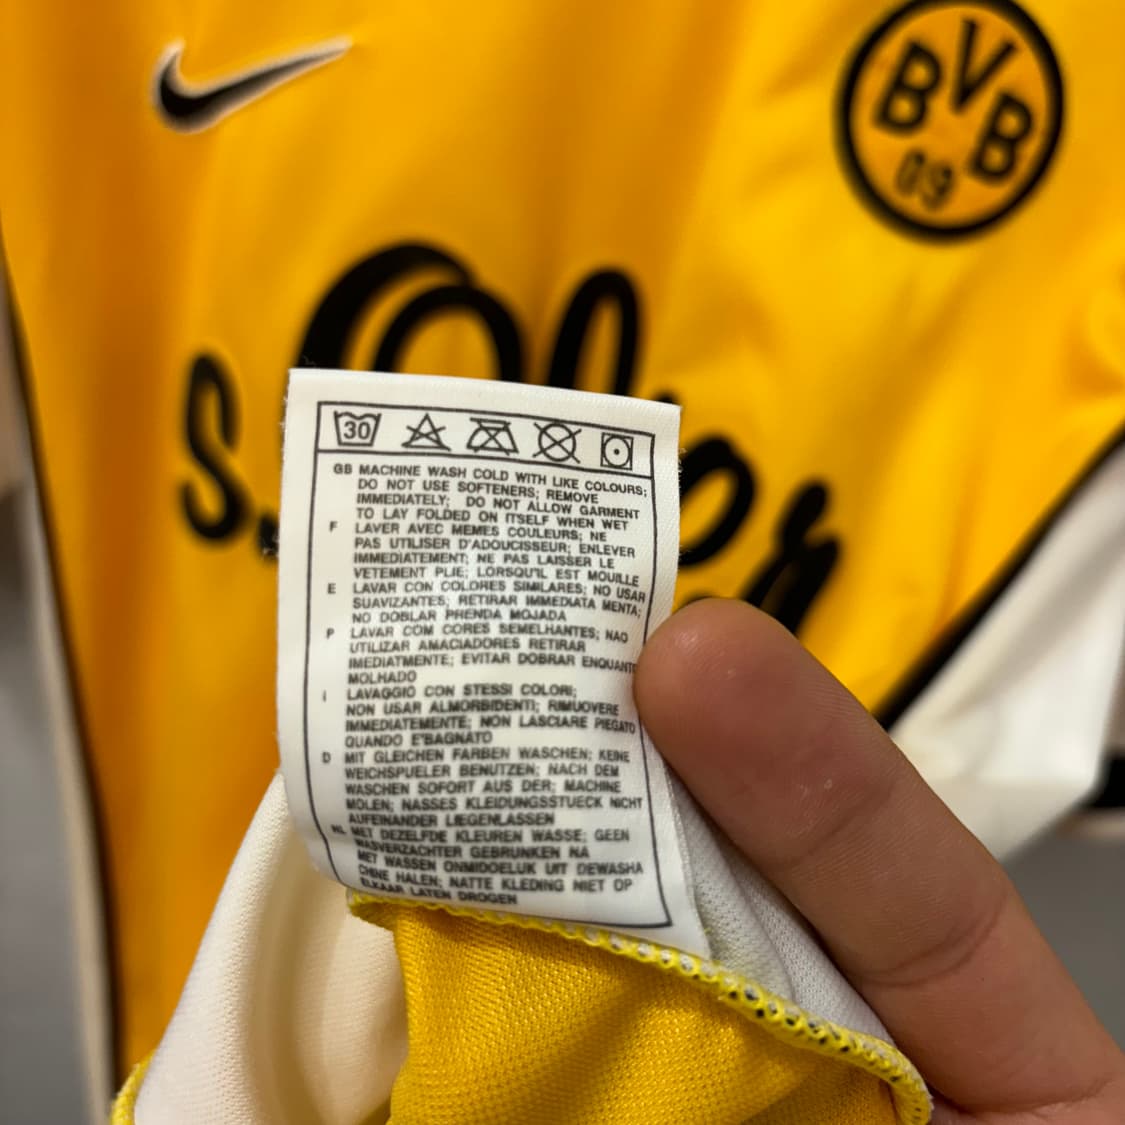 BVB
09
s.Oliver
30
GB MACHINE WASH COLD WITH LIKE COLOURS;
DO NOT USE SOFTENERS; REMOVE
IMMEDIATELY; DO NOT ALLOW GARMENT
TO LAY FOLDED ON ITSELF WHEN WET
F LAVER AVEC MEMES COULEURS; NE
PAS UTILISER D'ADOUCISSEUR; ENLEVER
IMMEDIATEMENT; NE PAS LAISSER LE
VETEMENT PLIE; LORSQU'IL EST MOUILLE
E LAVAR CON COLORES SIMILARES; NO USAR
SUAVIZANTES; RETIRAR IMMEDIATA MENTA;
NO DOBLAR PRENDA MOJADA
P LAVAR COM CORES SEMELHANTES; NAO
UTILIZAR AMACIADORES RETIRAR
IMEDIATMENTE; EVITAR DOBRAR ENQUANTE
MOLHADO
I LAVAGGIO CON STESSI COLORI;
NON USAR ALMORBIDENTI; RIMUOVERE
IMMEDIATEMENTE; NON LASCIARE PIEGATO
QUANDO E'BAGNATO
D MIT GLEICHEN FARBEN WASCHEN; KEINE
WEICHSPUELER BENUTZEN; NACH DEM
WASCHEN SOFORT AUS DER; MACHINE
MOLEN; NASSES KLEIDUNGSSTUECK NICHT
AUFEINANDER LIEGENLASSEN
NL MET DEZELFDE KLEUREN WASSE; GEEN
WASVERZACHTER GEBRUNKEN NA
MET WASSEN ONMIDOELUK UIT DEWASHA
CHINE HALEN; NATTE KLEDING NIET OP
ELKAAR LATEN DROGEN